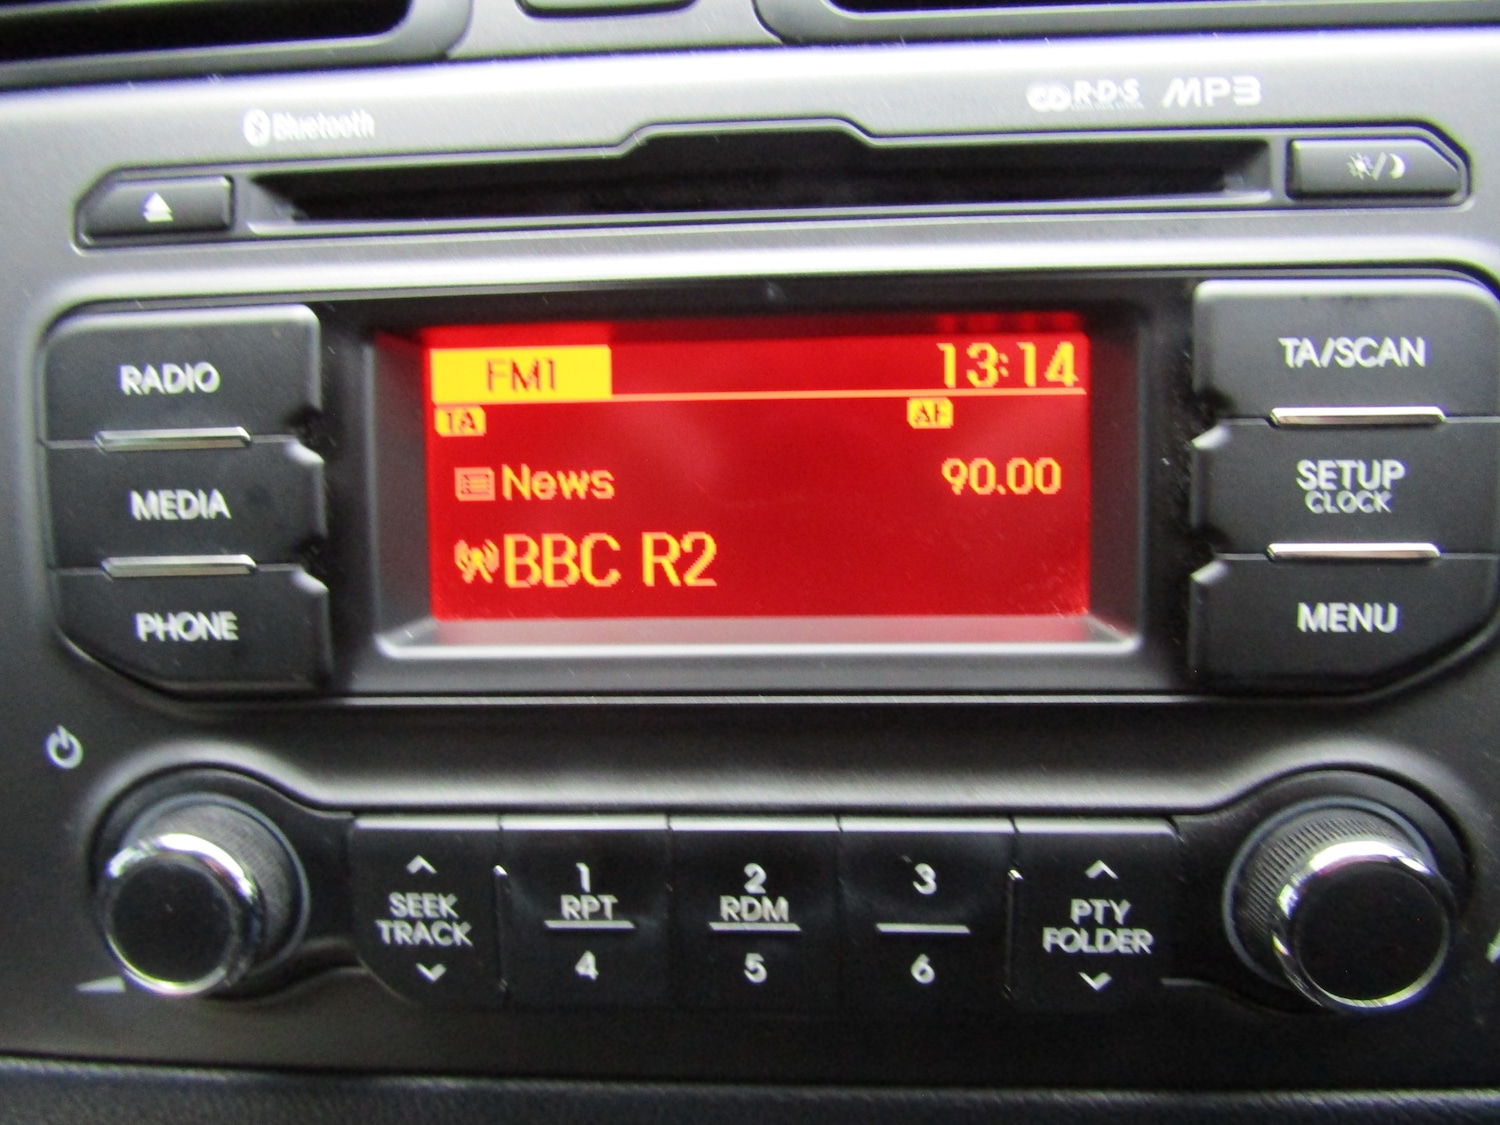 Bluetooth
R·D·S MP3
RADIO
MEDIA
PHONE
FM1 13:14
TA AF
News 90.00
BBC R2
TA/SCAN
SETUP
CLOCK
MENU
SEEK
TRACK
1
RPT
4
2
RDM
5
3
6
PTY
FOLDER